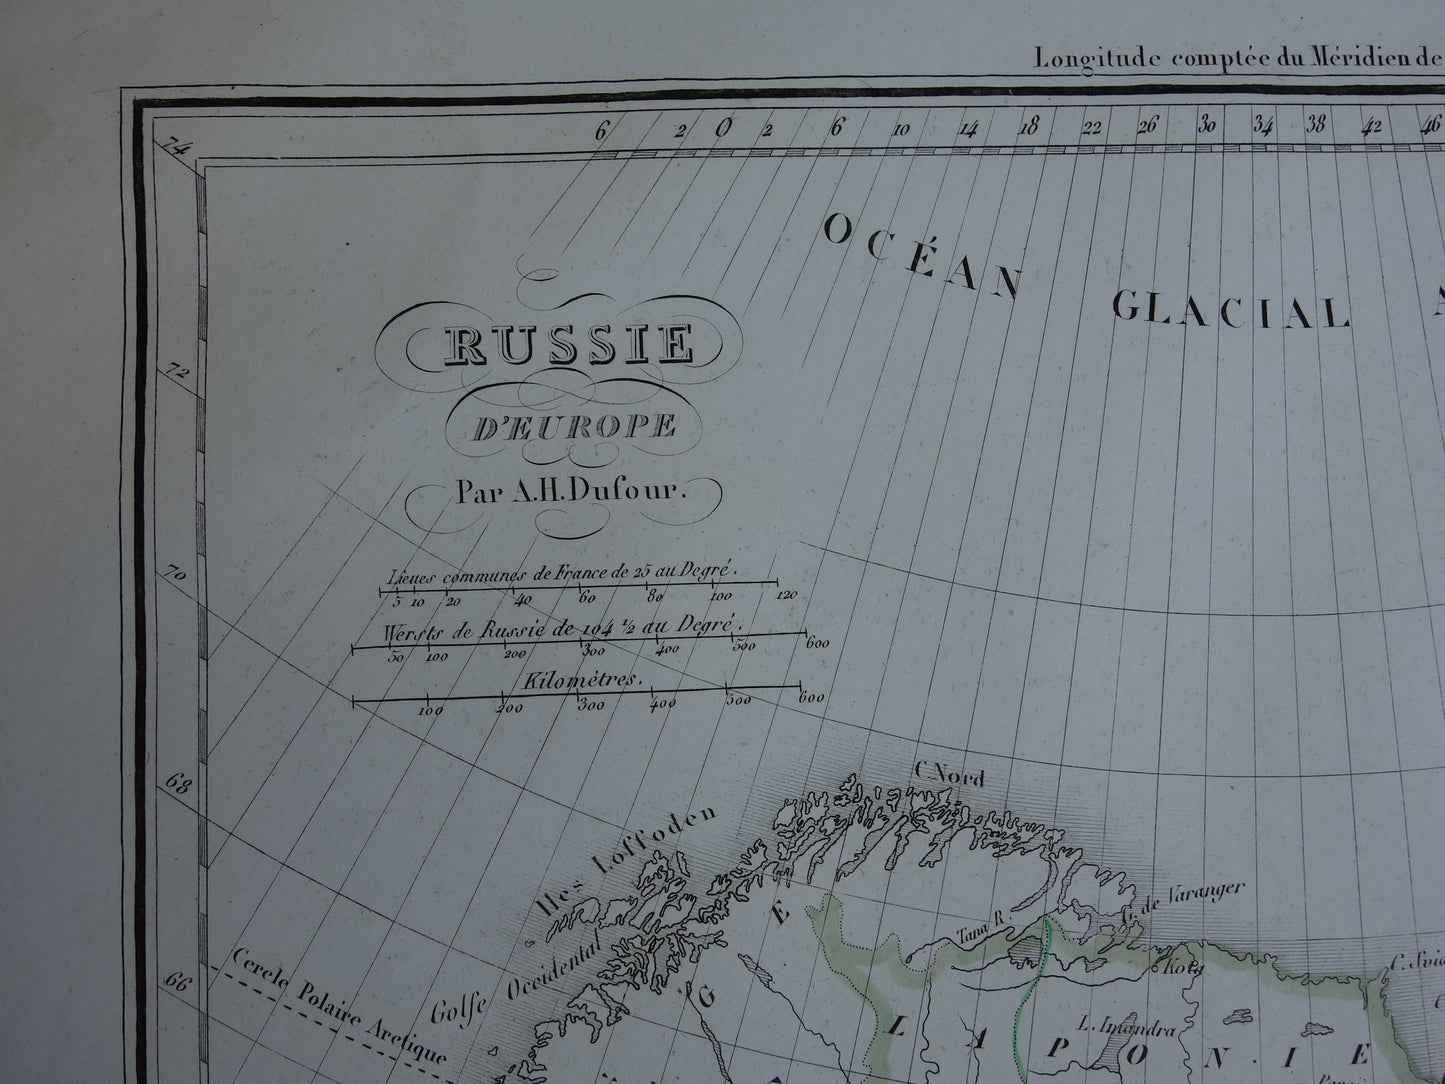 Longitude comptée du Méridien de
6 2 0 2 6 10 14 18 22 26 30 34 38 42 46
74
OCÉAN GLACIAL
RUSSIE
D'EUROPE
Par A.H. Dufour.
72
Lieues communes de France de 25 au Degré.
5 10 20 40 60 80 100 120
70
Wersts de Russie de 104 1/2 au Degré.
50 100 200 300 400 500 600
Kilomètres.
100 200 300 400 500 600
68
C. Nord
Iles Loffoden
G. de Varanger
Tana R.
Golfe Occidental
Kola
66
Cercle Polaire Arctique
L. Imandra
LAPONIE
E
G